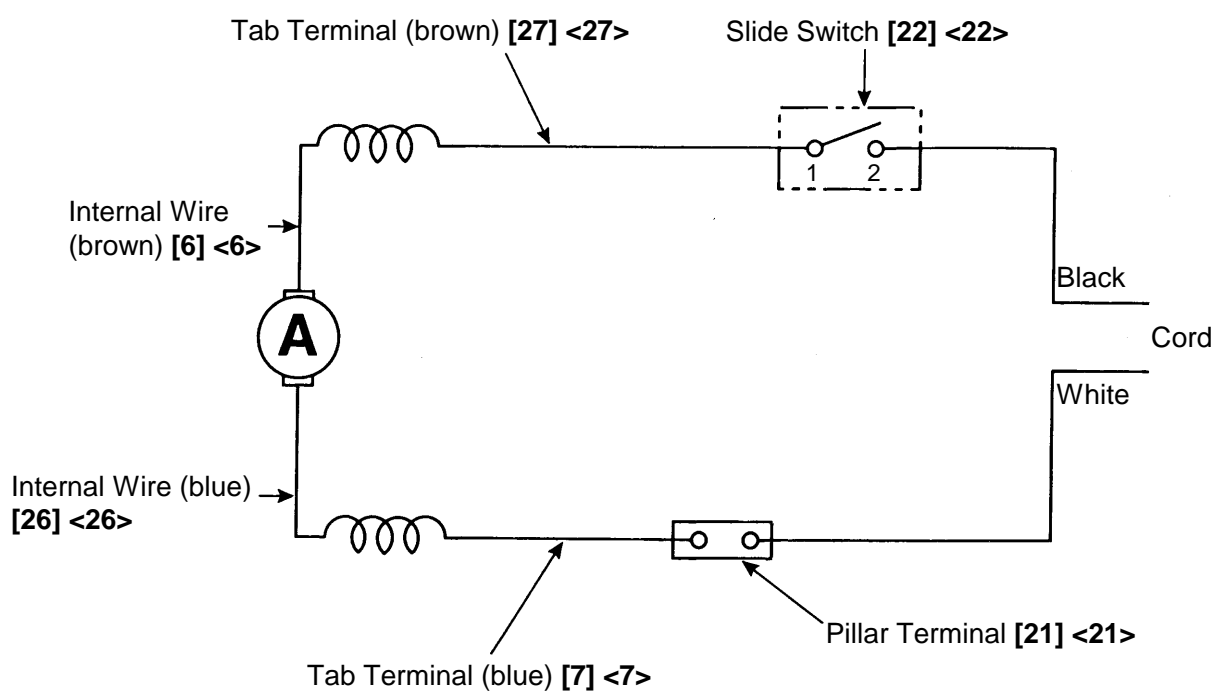 Tab Terminal (brown) [27] <27>
Slide Switch [22] <22>
1 2
Internal Wire
(brown) [6] <6>
Black
A
Cord
White
Internal Wire (blue)
[26] <26>
Pillar Terminal [21] <21>
Tab Terminal (blue) [7] <7>